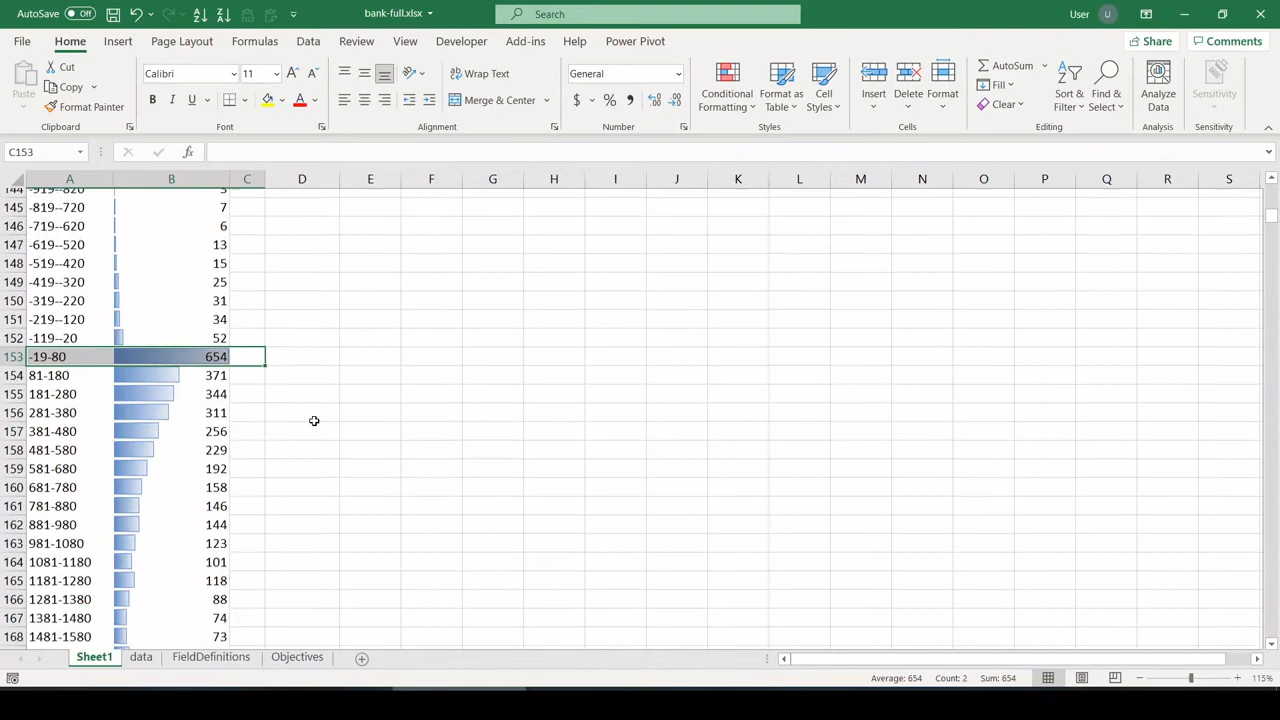 AutoSave Off bank-full.xlsx Search User U
File Home Insert Page Layout Formulas Data Review View Developer Add-ins Help Power Pivot Share Comments
Paste Cut Copy Format Painter
Calibri 11
B I U A
Wrap Text
Merge & Center
General
$ % ,
Conditional Formatting
Format as Table
Cell Styles
Insert Delete Format
AutoSum
Fill
Clear
Sort & Filter
Find & Select
Analyze Data
Sensitivity
Clipboard Font Alignment Number Styles Cells Editing Analysis Sensitivity
C153 fx
A B C D E F G H I J K L M N O P Q R S
144 -919--820 3
145 -819--720 7
146 -719--620 6
147 -619--520 13
148 -519--420 15
149 -419--320 25
150 -319--220 31
151 -219--120 34
152 -119--20 52
153 -19-80 654
154 81-180 371
155 181-280 344
156 281-380 311
157 381-480 256
158 481-580 229
159 581-680 192
160 681-780 158
161 781-880 146
162 881-980 144
163 981-1080 123
164 1081-1180 101
165 1181-1280 118
166 1281-1380 88
167 1381-1480 74
168 1481-1580 73
Sheet1 data FieldDefinitions Objectives
Average: 654 Count: 2 Sum: 654 115%